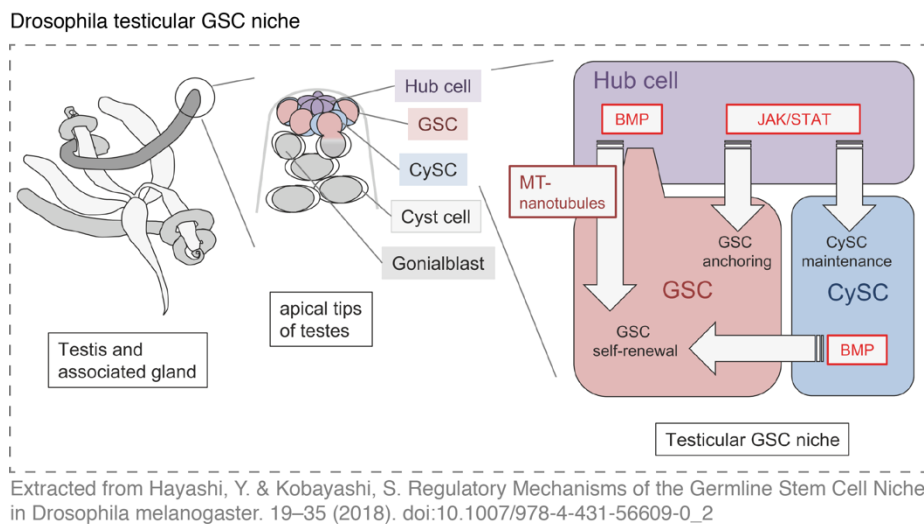 Drosophila testicular GSC niche
Hub cell
GSC
CySC
Cyst cell
Gonialblast
apical tips
of testes
Testis and
associated gland
Hub cell
BMP
JAK/STAT
MT-
nanotubules
GSC
anchoring
CySC
maintenance
GSC
CySC
GSC
self-renewal
BMP
Testicular GSC niche
Extracted from Hayashi, Y. & Kobayashi, S. Regulatory Mechanisms of the Germline Stem Cell Niche
in Drosophila melanogaster. 19–35 (2018). doi:10.1007/978-4-431-56609-0_2